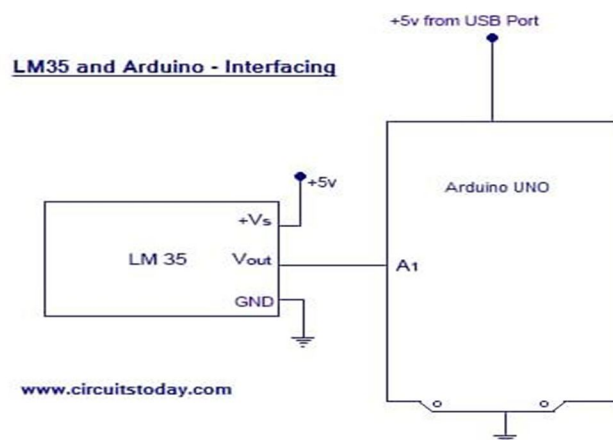 +5v from USB Port
LM35 and Arduino - Interfacing
+5v
Arduino UNO
+Vs
LM 35
Vout
A1
GND
www.circuitstoday.com